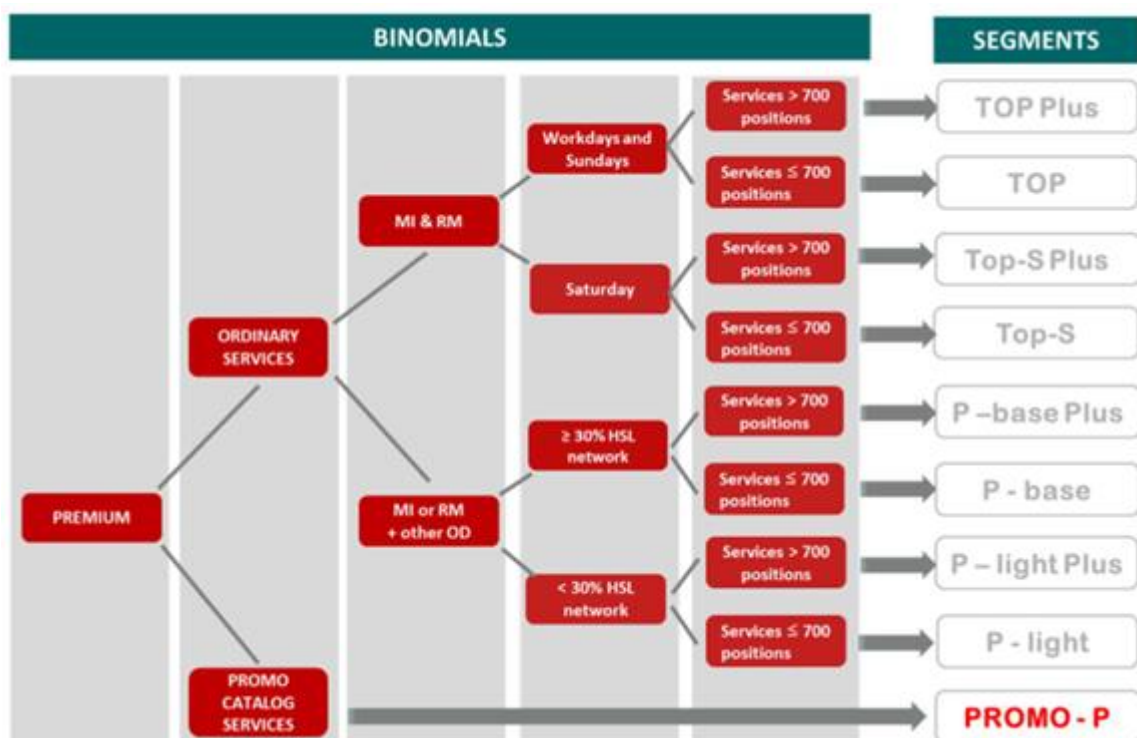 BINOMIALS
SEGMENTS
Services > 700
positions
TOP Plus
Workdays and
Sundays
Services ≤ 700
positions
TOP
MI & RM
Services > 700
positions
Top-S Plus
Saturday
Services ≤ 700
positions
Top-S
ORDINARY
SERVICES
Services > 700
positions
P –base Plus
≥ 30% HSL
network
Services ≤ 700
positions
P - base
PREMIUM
MI or RM
+ other OD
Services > 700
positions
P – light Plus
< 30% HSL
network
Services ≤ 700
positions
P - light
PROMO
CATALOG
SERVICES
PROMO - P